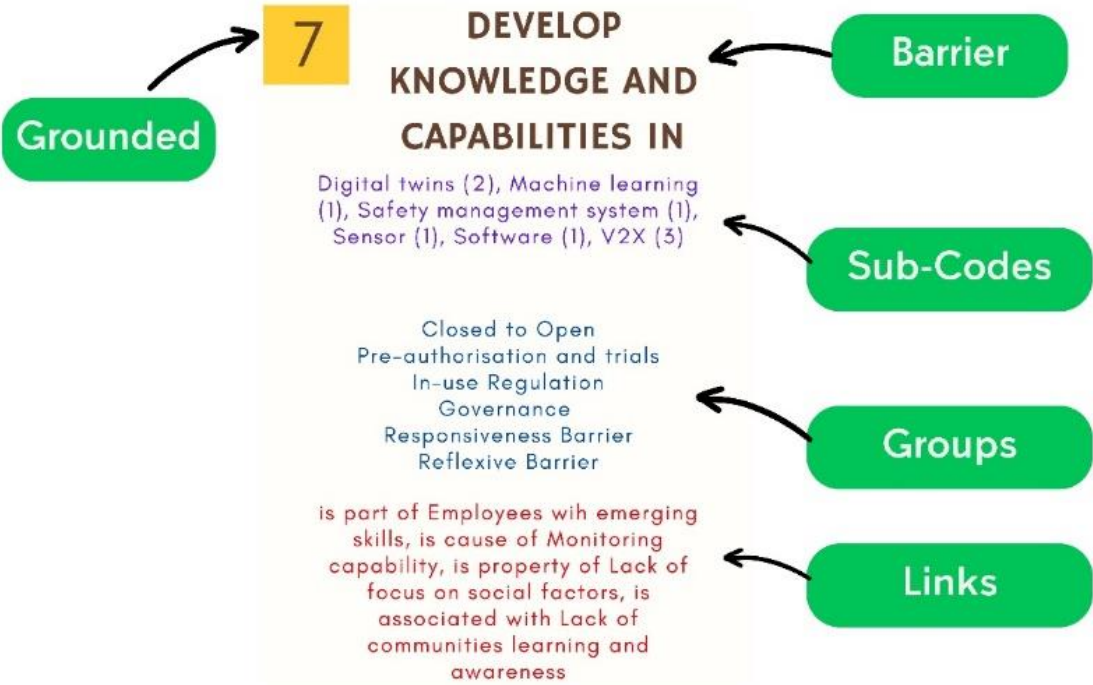 7
DEVELOP
KNOWLEDGE AND
CAPABILITIES IN
Barrier
Grounded
Digital twins (2), Machine learning
(1), Safety management system (1),
Sensor (1), Software (1), V2X (3)
Sub-Codes
Closed to Open
Pre-authorisation and trials
In-use Regulation
Governance
Responsiveness Barrier
Reflexive Barrier
Groups
is part of Employees wih emerging
skills, is cause of Monitoring
capability, is property of Lack of
focus on social factors, is
associated with Lack of
communities learning and
awareness
Links